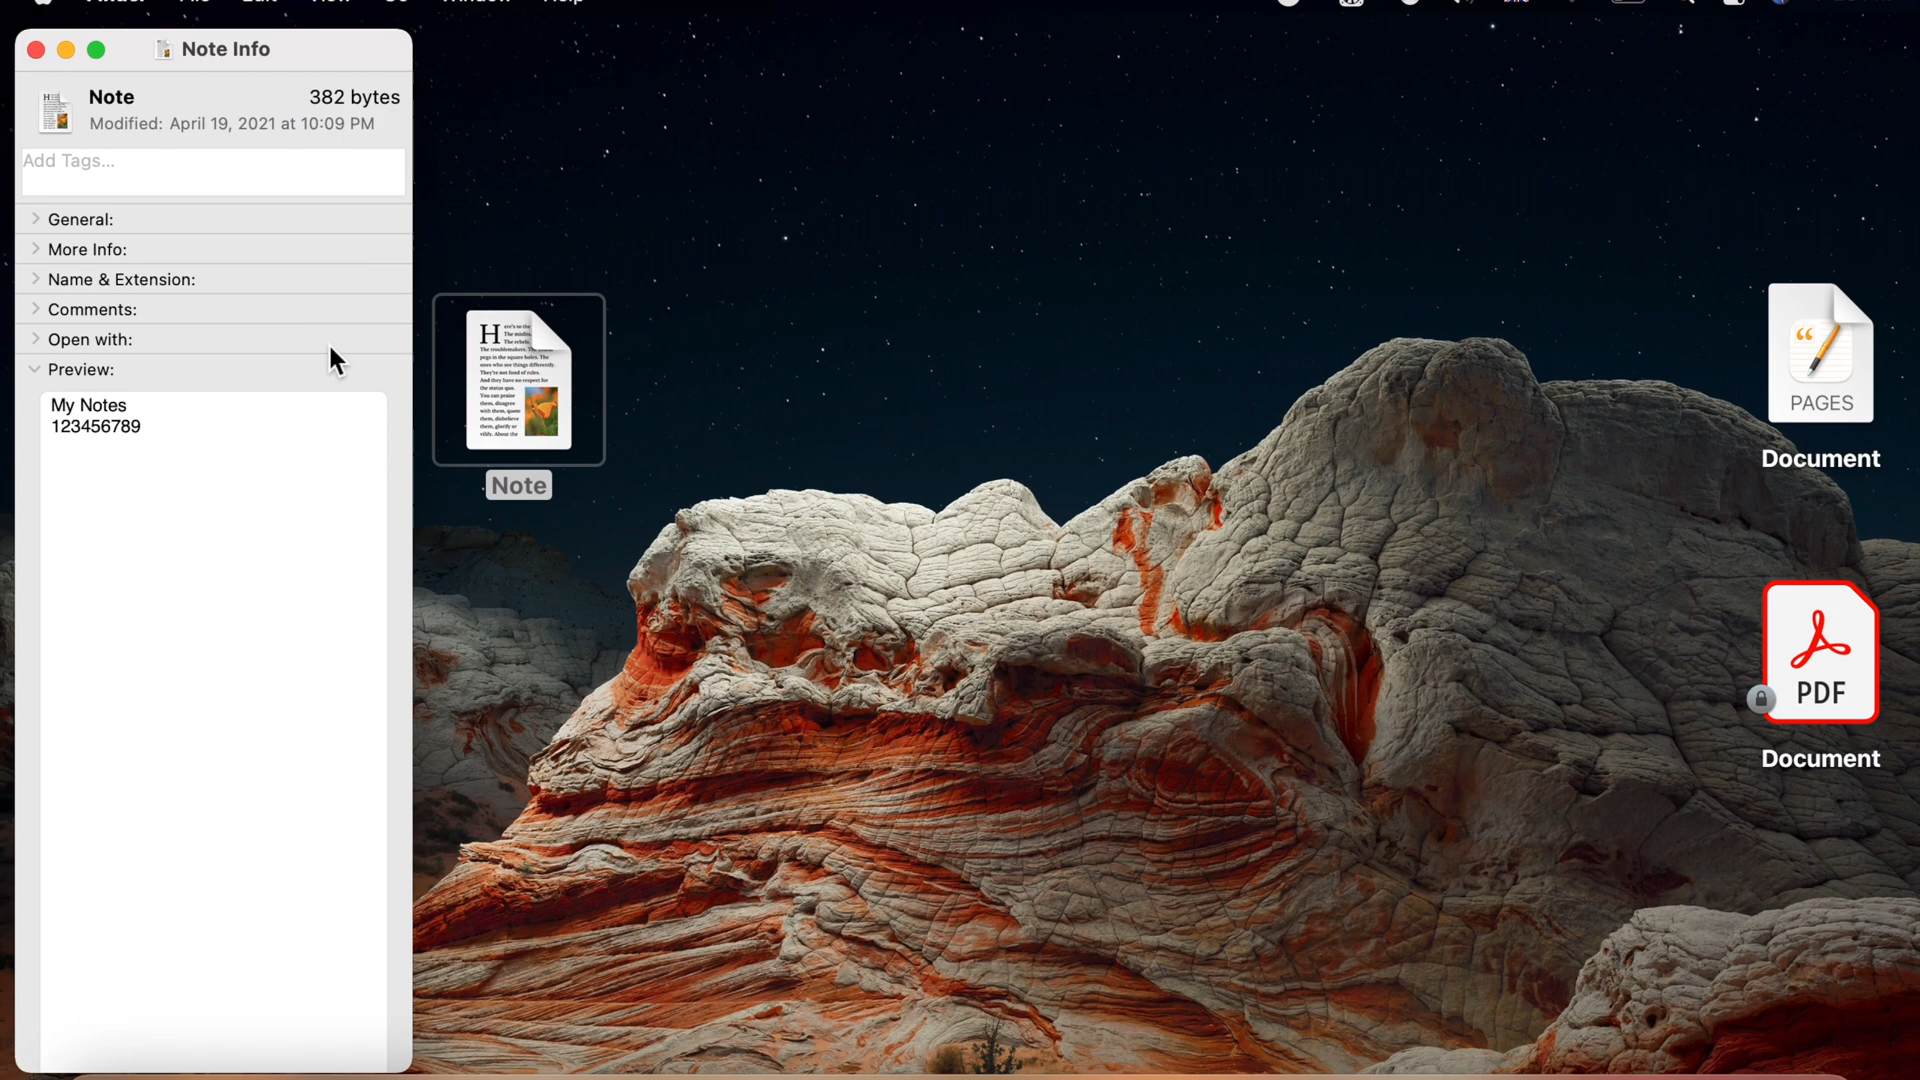 Note Info
Note 382 bytes
Modified: April 19, 2021 at 10:09 PM
Add Tags...
General:
More Info:
Name & Extension:
Comments:
Open with:
Preview:
My Notes
123456789
Note
PAGES
Document
PDF
Document